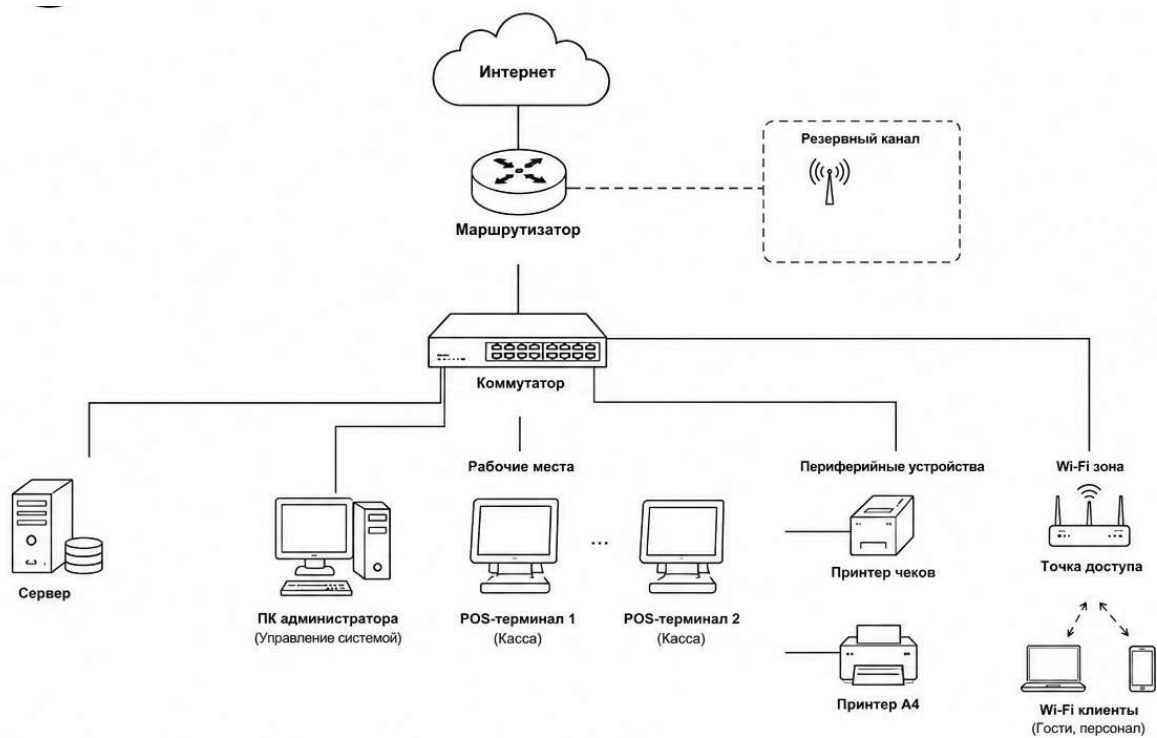 Интернет
Резервный канал
Маршрутизатор
Коммутатор
Рабочие места
Периферийные устройства
Wi-Fi зона
Сервер
ПК администратора
(Управление системой)
POS-терминал 1
(Касса)
...
POS-терминал 2
(Касса)
Принтер чеков
Точка доступа
Принтер А4
Wi-Fi клиенты
(Гости, персонал)